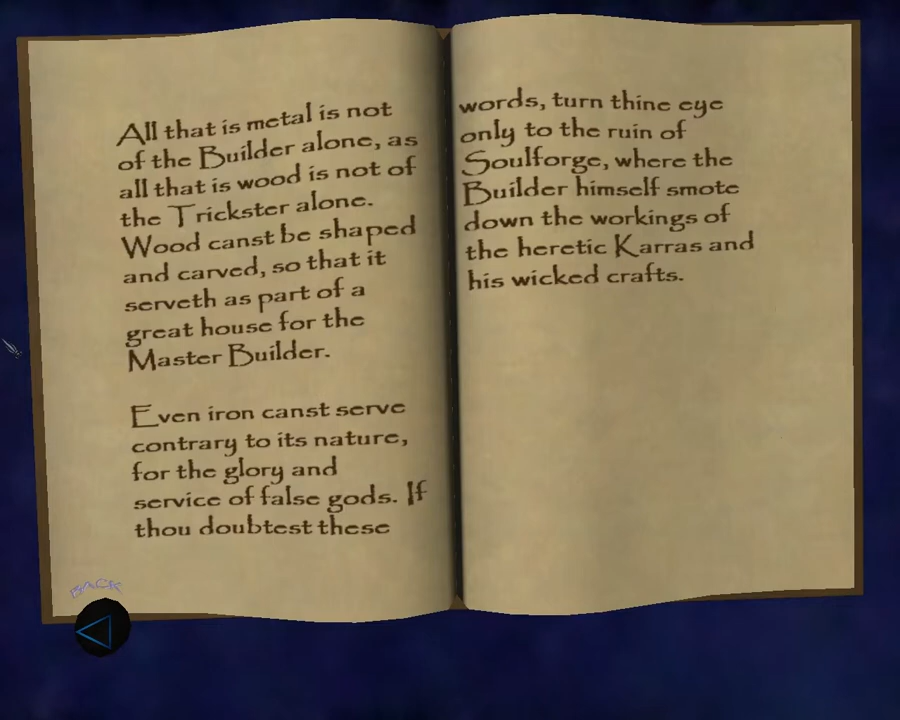 All that is metal is not
of the Builder alone, as
all that is wood is not of
the Trickster alone.
Wood canst be shaped
and carved, so that it
serveth as part of a
great house for the
Master Builder.
Even iron canst serve
contrary to its nature,
for the glory and
service of false gods. If
thou doubtest these
words, turn thine eye
only to the ruin of
Soulforge, where the
Builder himself smote
down the workings of
the heretic Karras and
his wicked crafts.
BACK